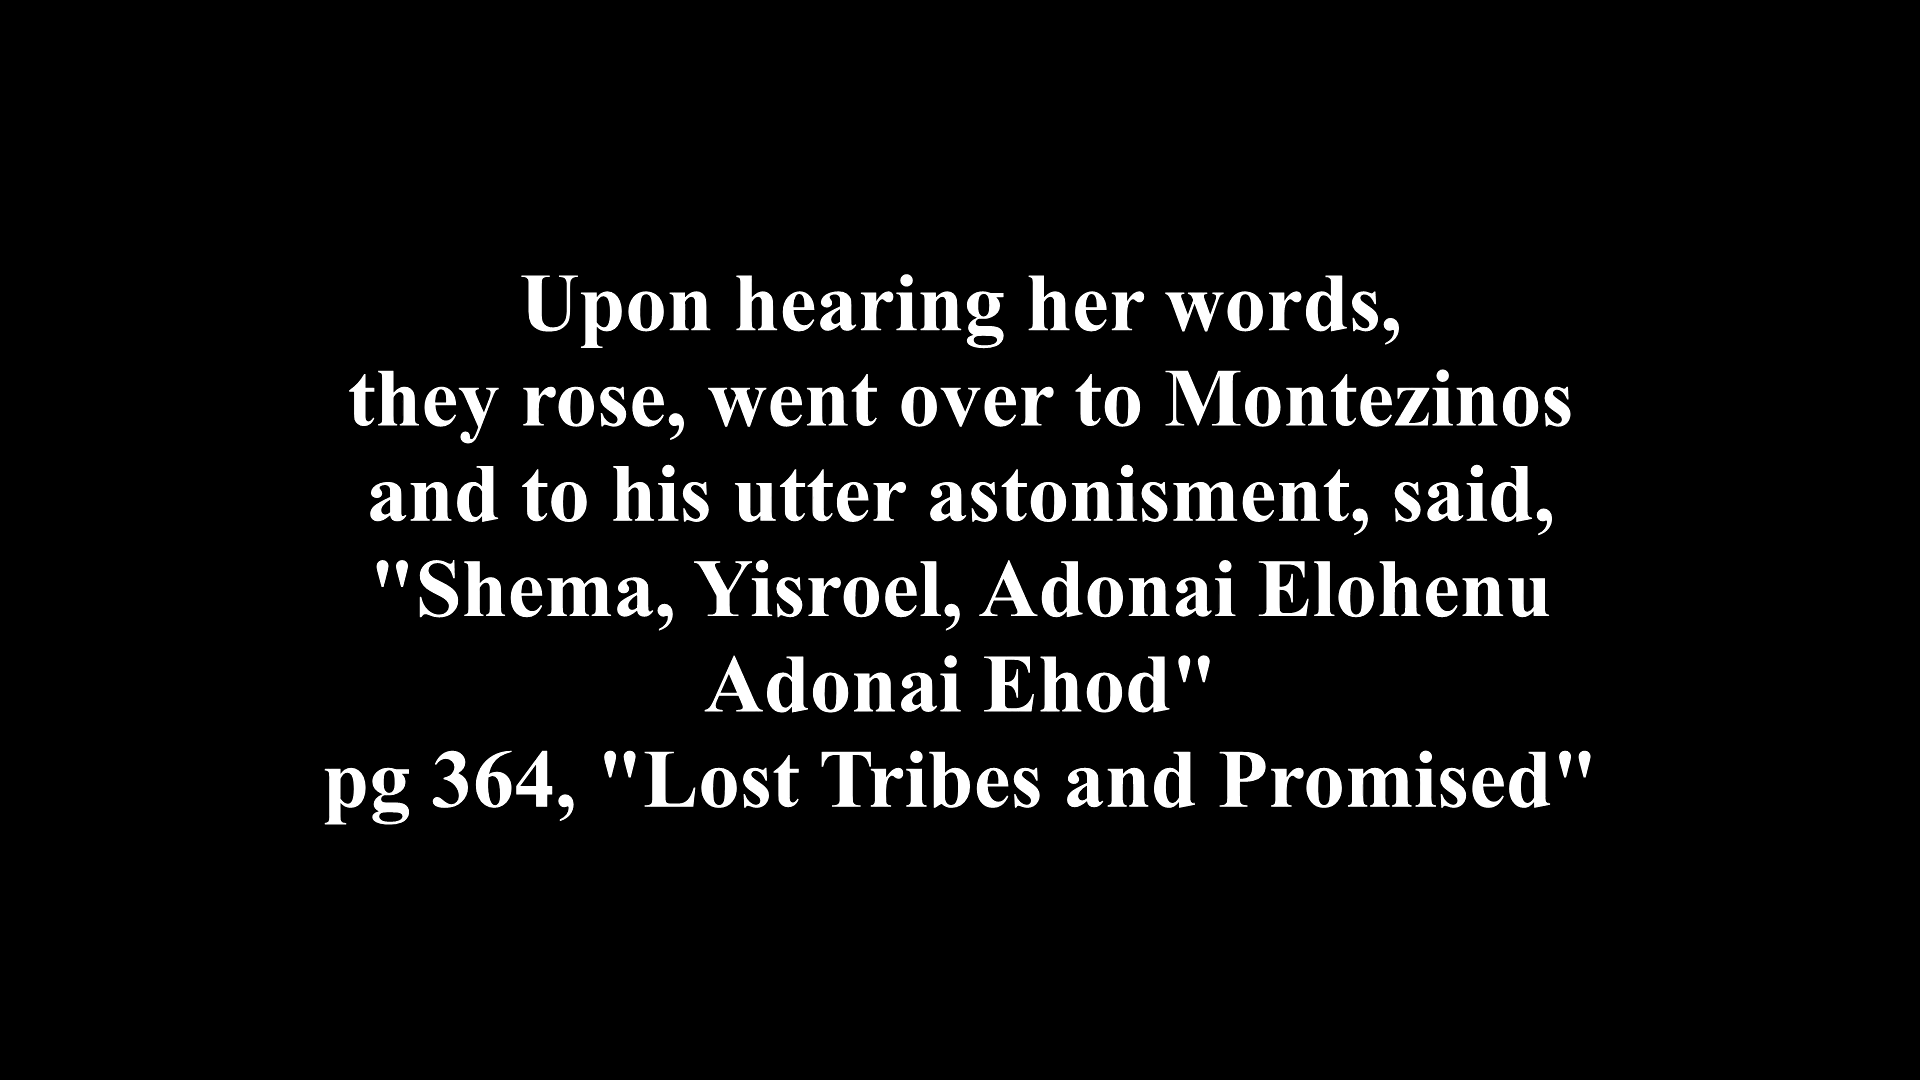 Upon hearing her words,
they rose, went over to Montezinos
and to his utter astonisment, said,
"Shema, Yisroel, Adonai Elohenu
Adonai Ehod"
pg 364, "Lost Tribes and Promised"